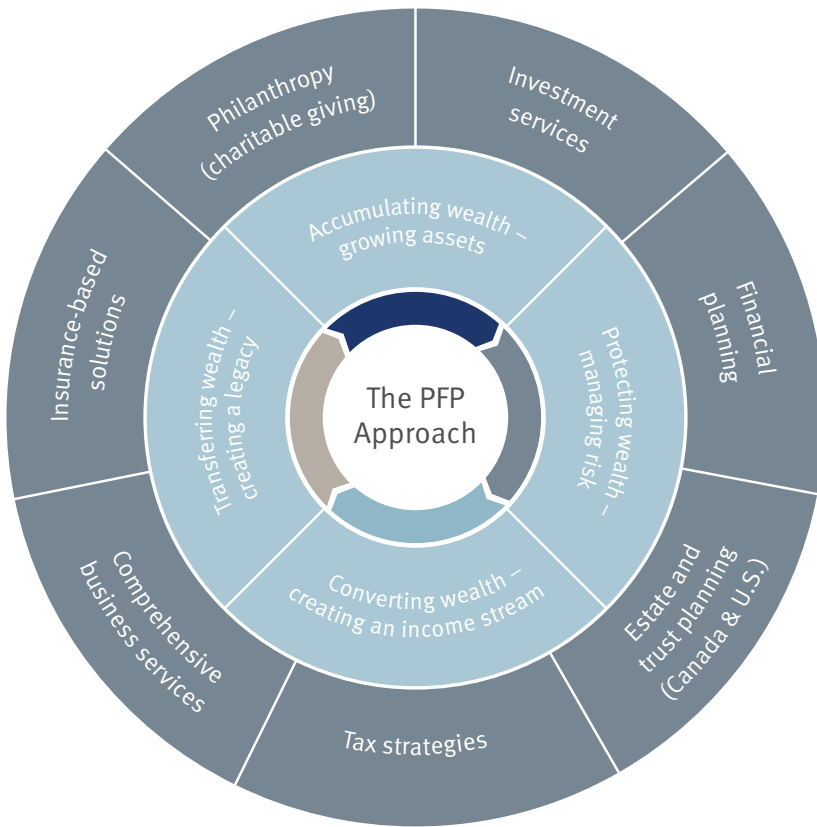 The PFP
Approach
Accumulating wealth –
growing assets
Protecting wealth –
managing risk
Converting wealth –
creating an income stream
Transferring wealth –
creating a legacy
Investment
services
Financial
planning
Estate and
trust planning
(Canada & U.S.)
Tax strategies
Comprehensive
business services
Insurance-based
solutions
Philanthropy
(charitable giving)